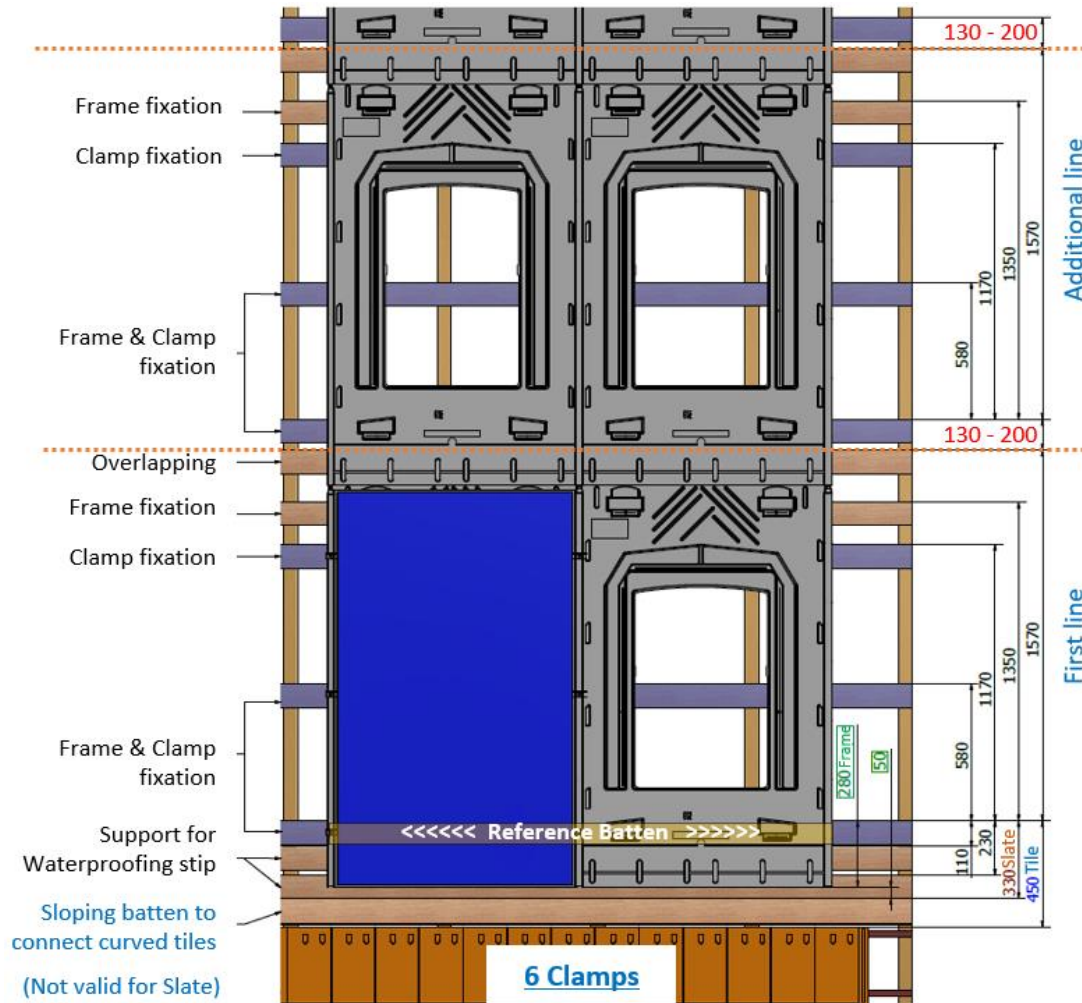 130 - 200
Frame fixation
Clamp fixation
1170
1350
1570
Additional line
580
Frame & Clamp
fixation
130 - 200
Overlapping
Frame fixation
Clamp fixation
1170
1350
1570
First line
580
280 Frame
50
Frame & Clamp
fixation
<<<<<< Reference Batten >>>>>>
Support for
Waterproofing stip
110
230
330 Slate
450 Tile
Sloping batten to
connect curved tiles
(Not valid for Slate)
6 Clamps